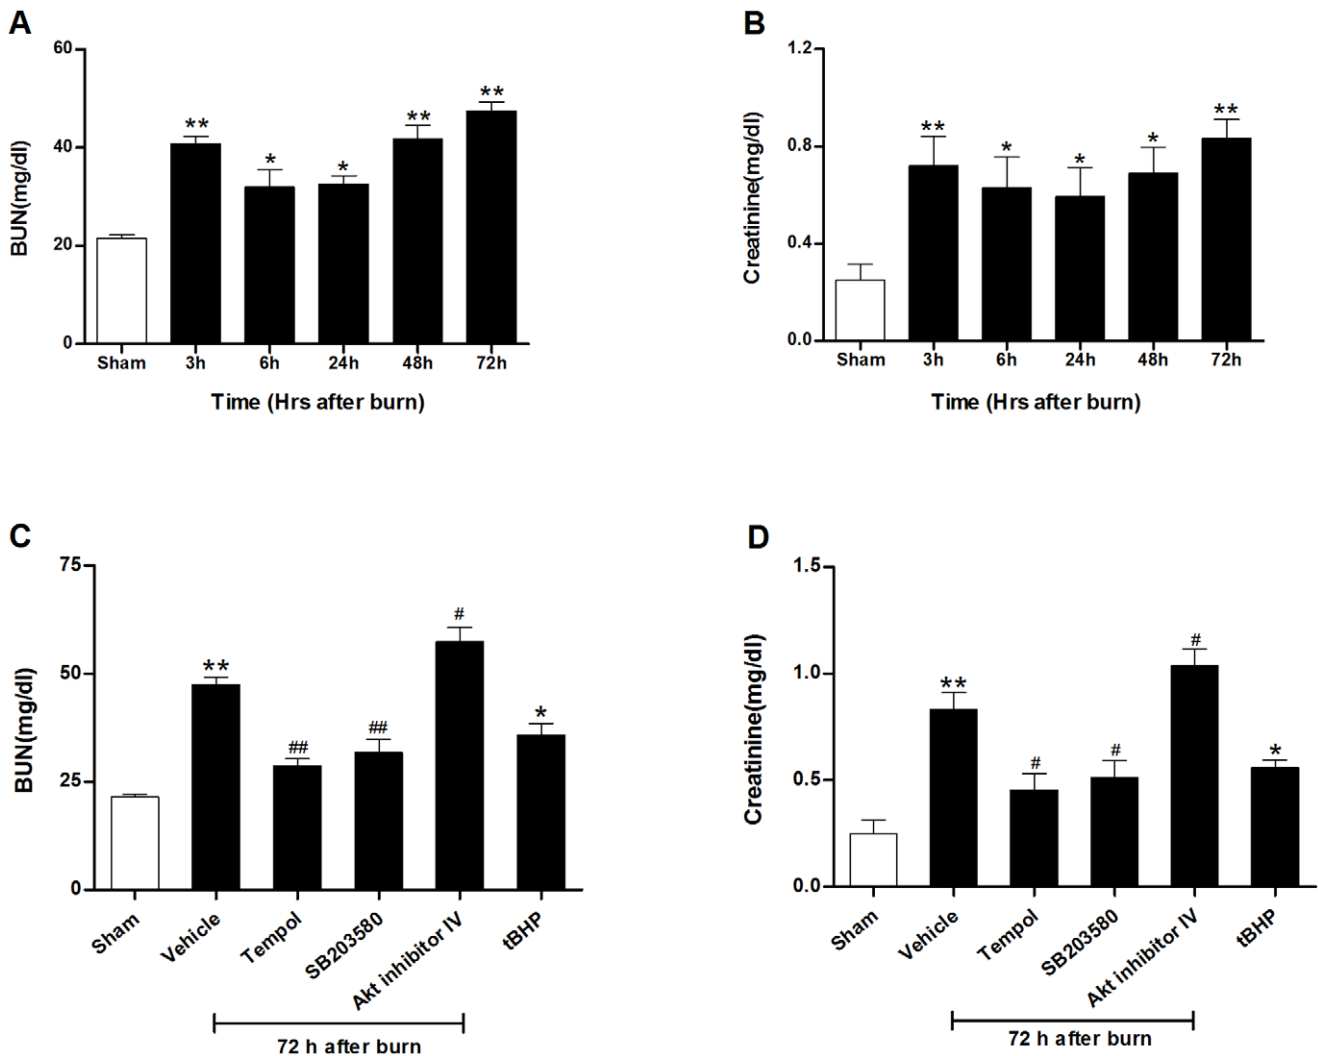 A
BUN(mg/dl)
60
40
20
0
**
*
*
**
**
Sham 3h 6h 24h 48h 72h
Time (Hrs after burn)
B
Creatinine(mg/dl)
1.2
0.8
0.4
0.0
**
*
*
*
**
Sham 3h 6h 24h 48h 72h
Time (Hrs after burn)
C
BUN(mg/dl)
75
50
25
0
**
##
##
#
*
Sham
Vehicle
Tempol
SB203580
Akt inhibitor IV
tBHP
72 h after burn
D
Creatinine(mg/dl)
1.5
1.0
0.5
0.0
**
#
#
#
*
Sham
Vehicle
Tempol
SB203580
Akt inhibitor IV
tBHP
72 h after burn